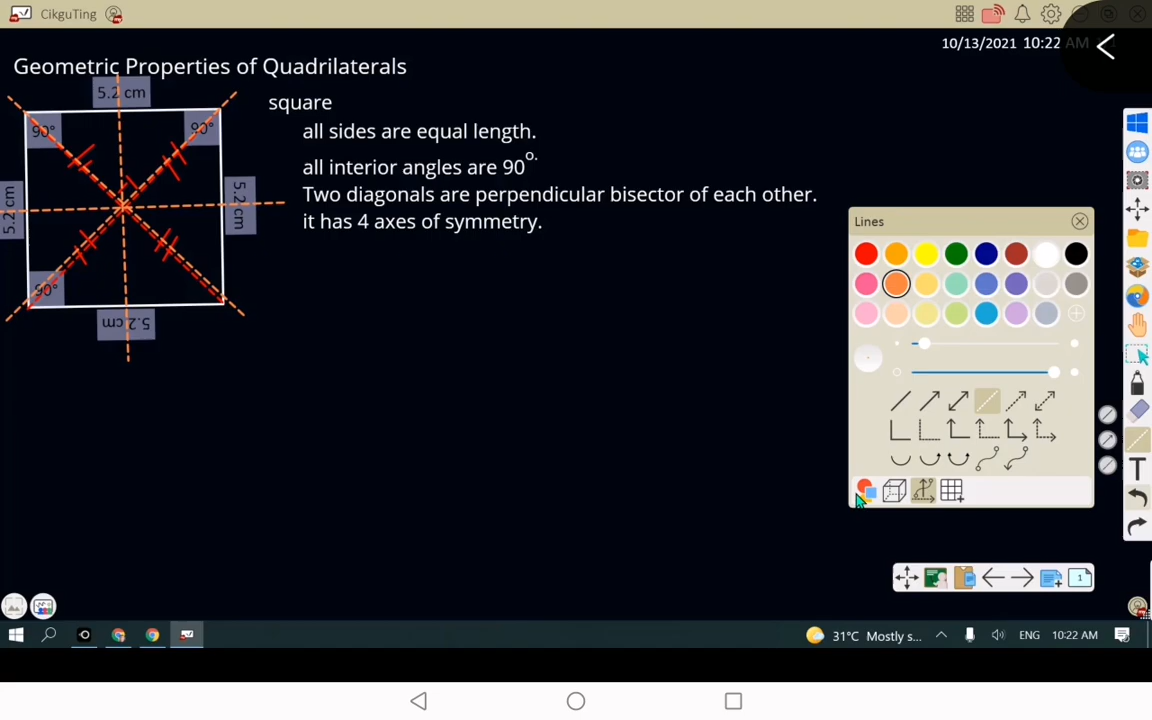 CikguTing
10/13/2021 10:22 AM
Geometric Properties of Quadrilaterals
5.2 cm
square
90°
90°
all sides are equal length.
all interior angles are 90°.
Two diagonals are perpendicular bisector of each other.
5.2 cm
5.2 cm
it has 4 axes of symmetry.
Lines
90°
5.2 cm
T
1
31°C Mostly s...
ENG
10:22 AM